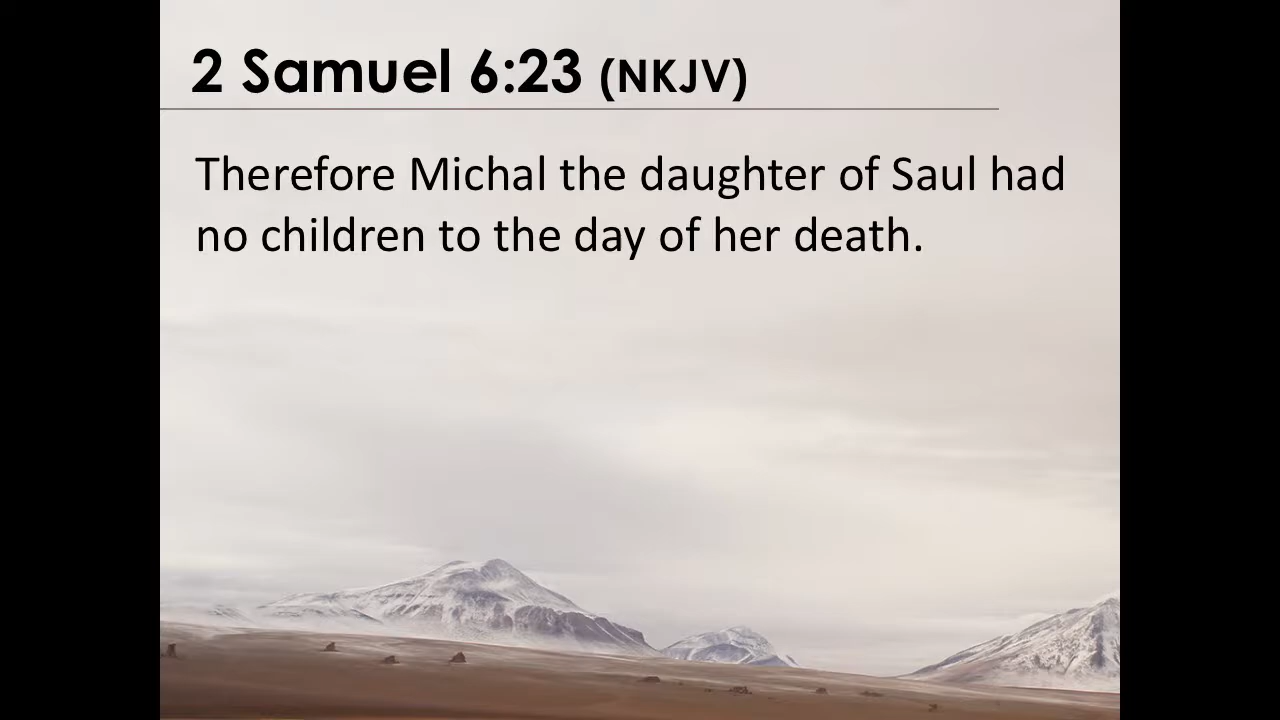 2 Samuel 6:23 (NKJV)
Therefore Michal the daughter of Saul had
no children to the day of her death.